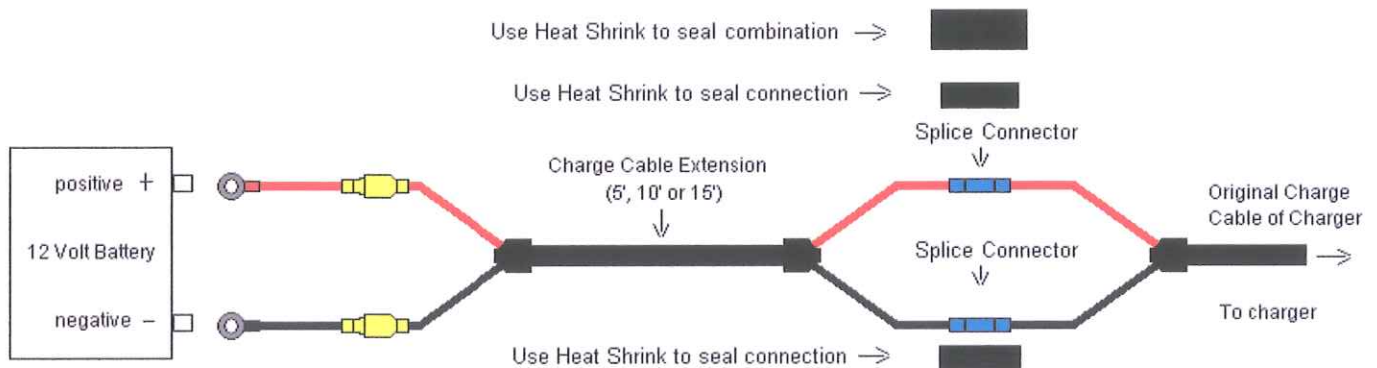 Use Heat Shrink to seal combination →
Use Heat Shrink to seal connection →
Splice Connector
positive +
Charge Cable Extension
(5', 10' or 15')
Original Charge
Cable of Charger
12 Volt Battery
Splice Connector
negative −
To charger
Use Heat Shrink to seal connection →